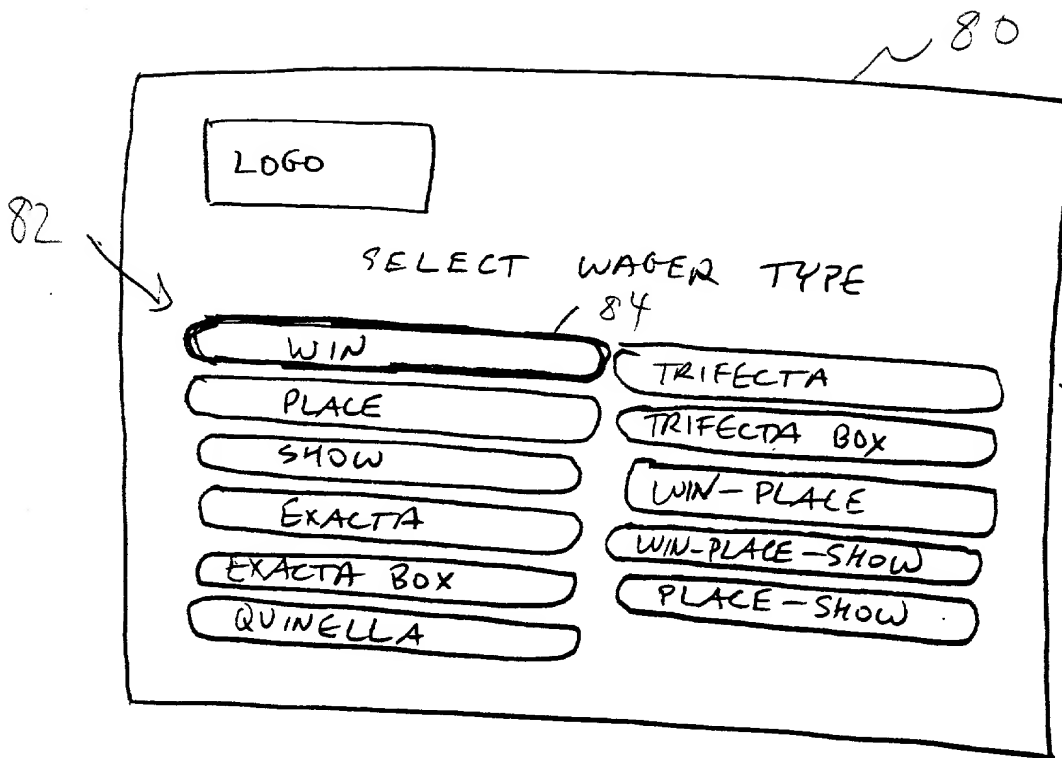 80
LOGO
82
SELECT WAGER TYPE
84
WIN
PLACE
SHOW
EXACTA
EXACTA BOX
QUINELLA
TRIFECTA
TRIFECTA BOX
WIN-PLACE
WIN-PLACE-SHOW
PLACE-SHOW